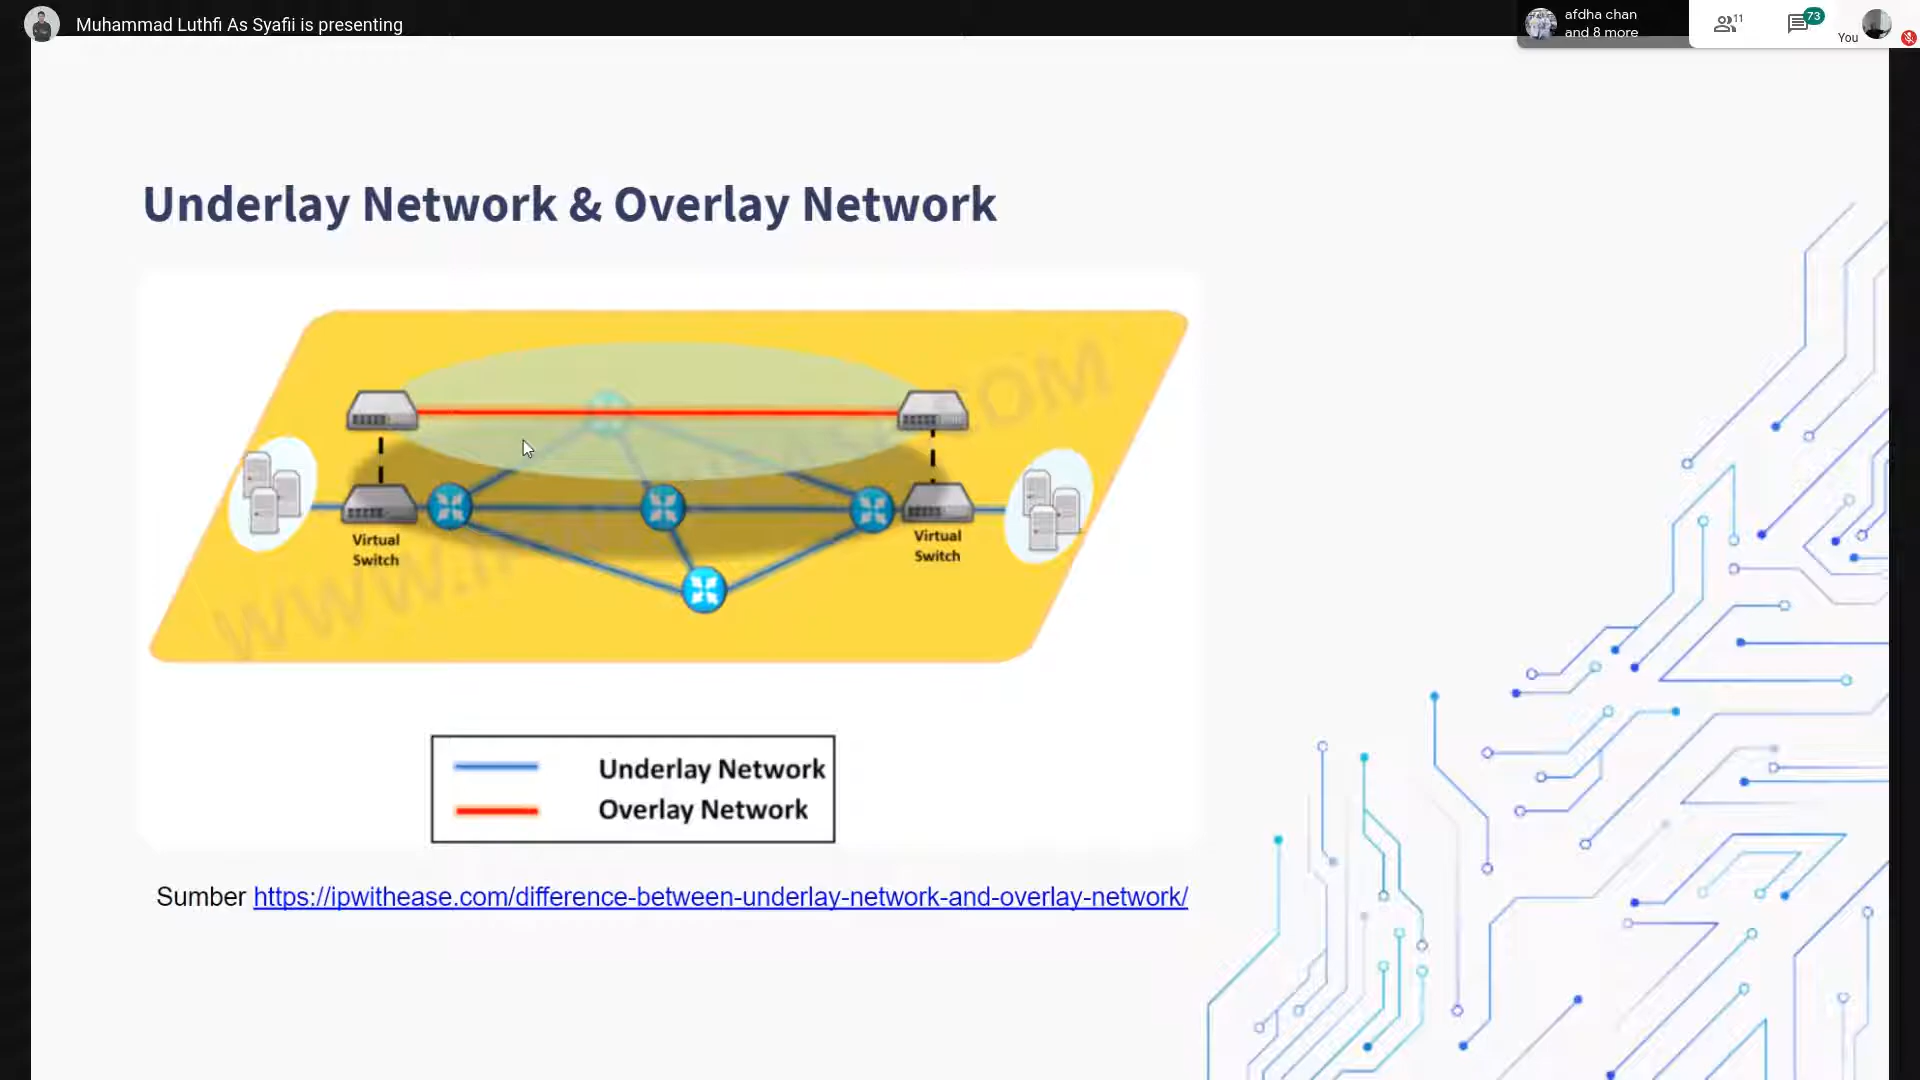 Muhammad Luthfi As Syafii is presenting
afdha chan
and 8 more
11
73
You
Underlay Network & Overlay Network
Virtual
Switch
Virtual
Switch
Underlay Network
Overlay Network
Sumber https://ipwithease.com/difference-between-underlay-network-and-overlay-network/